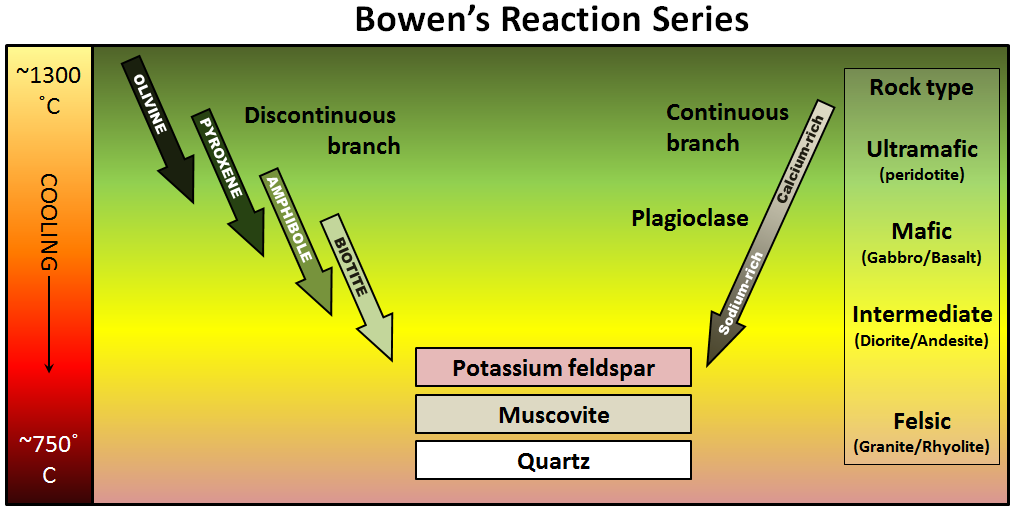 Bowen's Reaction Series
~1300
˚C
COOLING
~750˚
C
OLIVINE
PYROXENE
AMPHIBOLE
BIOTITE
Discontinuous
branch
Continuous
branch
Plagioclase
Calcium-rich
Sodium-rich
Potassium feldspar
Muscovite
Quartz
Rock type
Ultramafic
(peridotite)
Mafic
(Gabbro/Basalt)
Intermediate
(Diorite/Andesite)
Felsic
(Granite/Rhyolite)